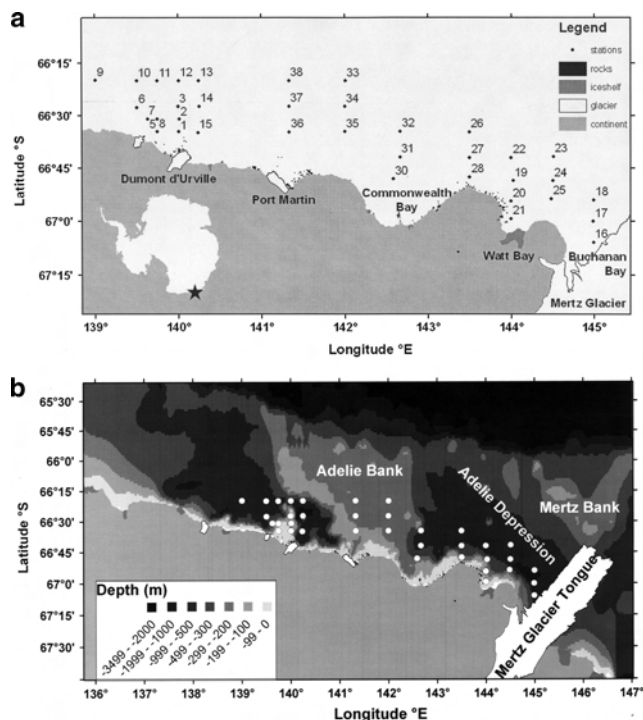 a
Legend
stations
rocks
iceshelf
glacier
continent
66°15'
66°30'
66°45'
67°00'
67°15'
Latitude °S
9 10 11 12 13 38 33
6 3 14 37 34
7 2
5 8 1 15 36 35 32 26
31 27 22 23
30 28 19 24
20 25 18
21 17
16
Dumont d'Urville
Port Martin
Commonwealth
Bay
Watt Bay
Buchanan
Bay
Mertz Glacier
139° 140° 141° 142° 143° 144° 145°
Longitude °E
b
65°30'
65°45'
66°00'
66°15'
66°30'
66°45'
67°00'
67°15'
67°30'
Latitude °S
Adelie Bank
Adelie Depression
Mertz Bank
Mertz Glacier Tongue
Depth (m)
-3499 - -2000
-1999 - -1000
-999 - -500
-499 - -300
-299 - -200
-199 - -100
-99 - 0
136° 137° 138° 139° 140° 141° 142° 143° 144° 145° 146° 147°
Longitude °E